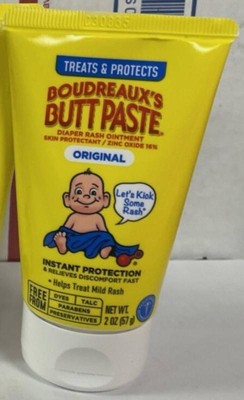 TREATS & PROTECTS
BOUDREAUX'S
BUTT PASTE®
DIAPER RASH OINTMENT
SKIN PROTECTANT / ZINC OXIDE 16%
ORIGINAL
Let's Kick
Some
Rash®
INSTANT PROTECTION
& RELIEVES DISCOMFORT FAST
• Helps Treat Mild Rash
FREE
FROM
DYES
TALC
PARABENS
PRESERVATIVES
NET WT.
2 OZ (57 g)